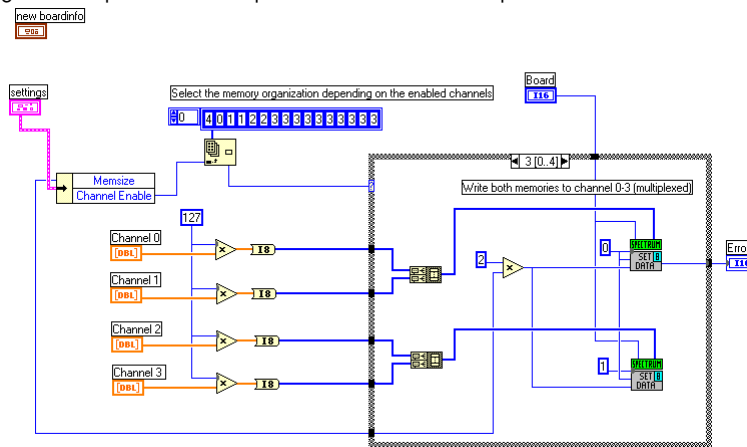 new boardinfo
settings
Select the memory organization depending on the enabled channels
0 4 0 1 1 2 2 3 3 3 3 3 3 3 3 3 3
Board
I16
3 [0..4]
Memsize
Channel Enable
?
Write both memories to channel 0-3 (multiplexed)
127
Channel 0
[DBL]
I8
Channel 1
[DBL]
I8
Channel 2
[DBL]
I8
Channel 3
[DBL]
I8
2
0
SPECTRUM
SET 8
DATA
1
SPECTRUM
SET 8
DATA
Erro
I16